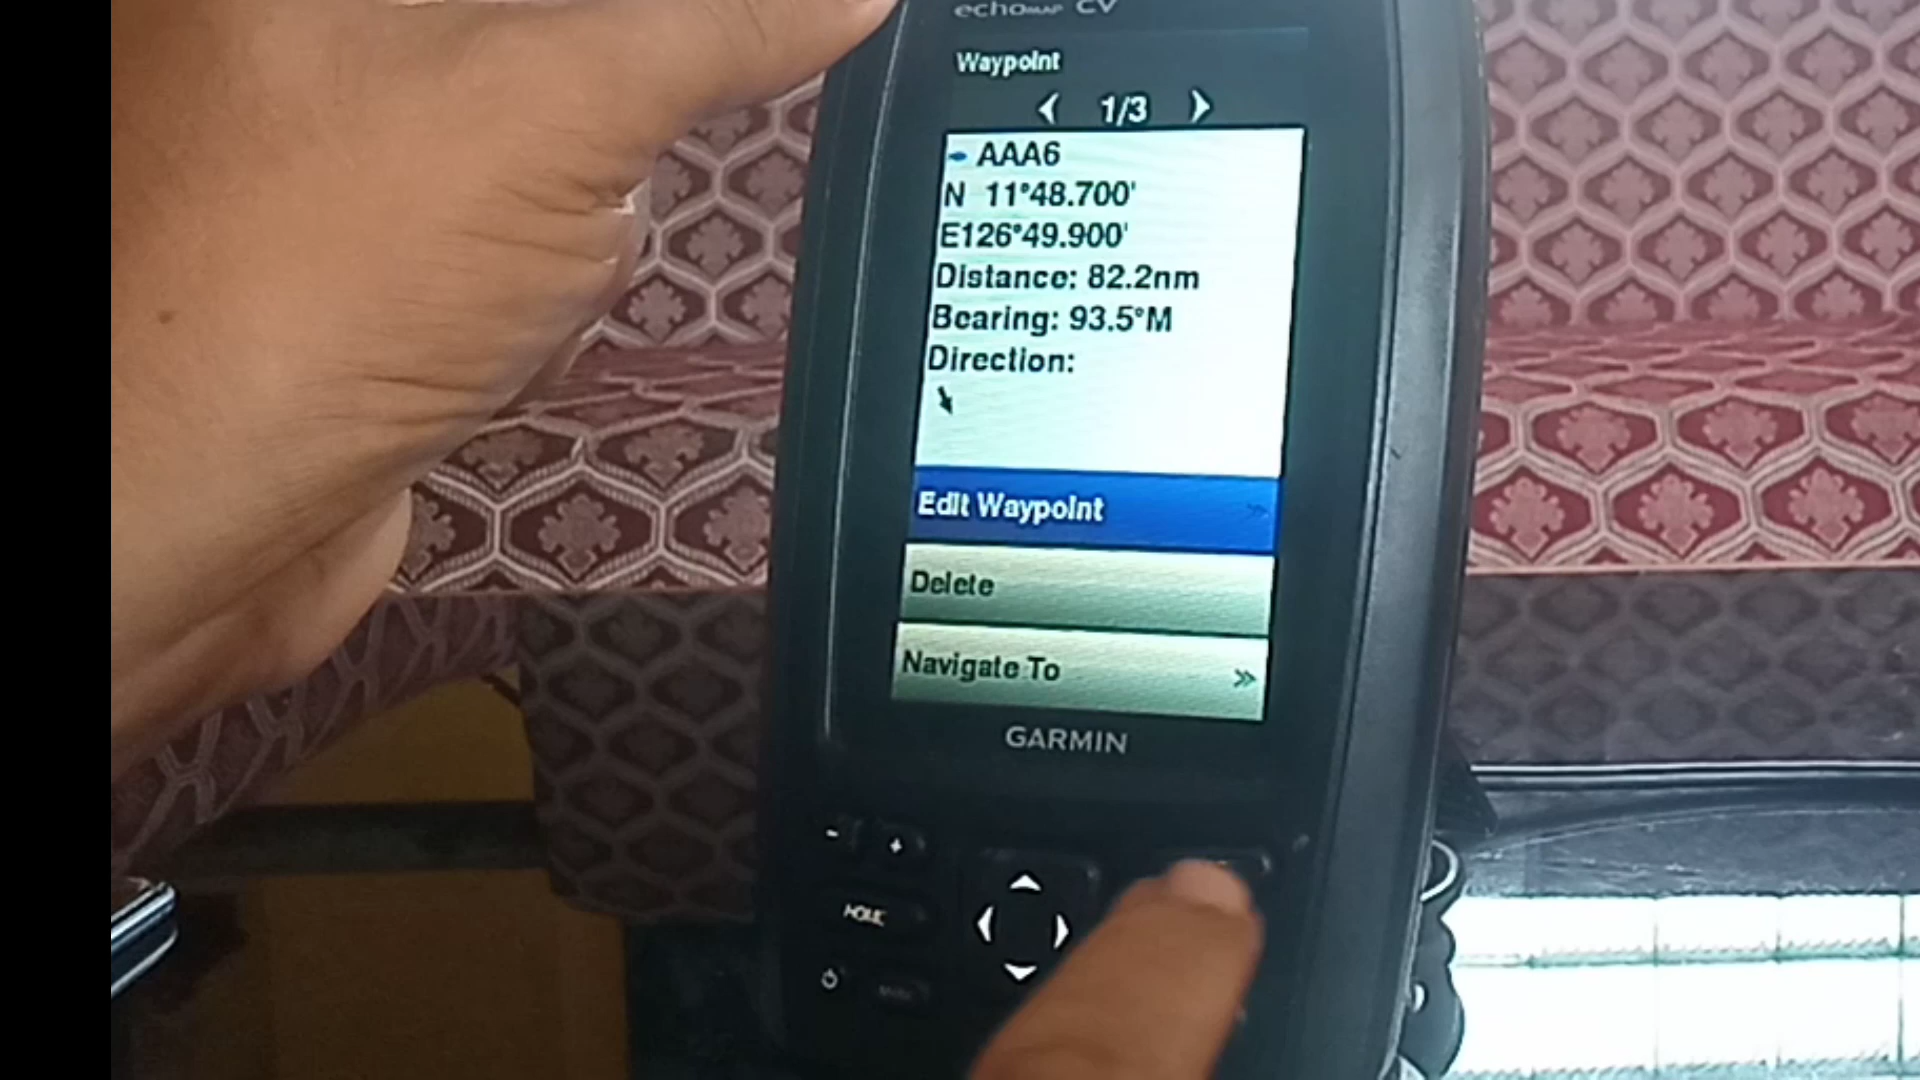 echoMAP CV
Waypoint
1/3
AAA6
N 11°48.700'
E126°49.900'
Distance: 82.2nm
Bearing: 93.5°M
Direction:
Edit Waypoint
Delete
Navigate To
GARMIN
- +
HOME